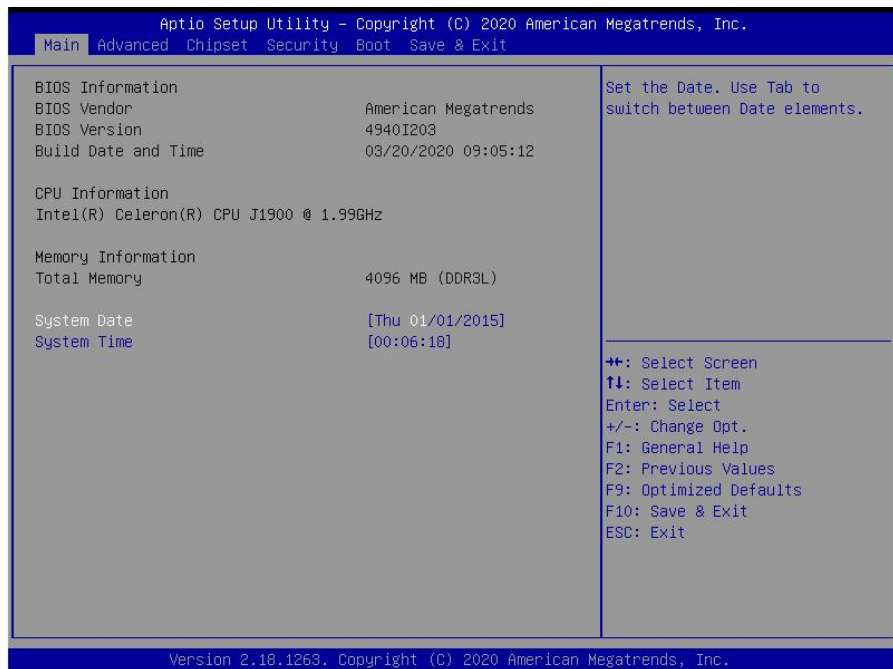 Aptio Setup Utility – Copyright (C) 2020 American Megatrends, Inc.
Main Advanced Chipset Security Boot Save & Exit
BIOS Information
BIOS Vendor American Megatrends
BIOS Version 4940I203
Build Date and Time 03/20/2020 09:05:12
CPU Information
Intel(R) Celeron(R) CPU J1900 @ 1.99GHz
Memory Information
Total Memory 4096 MB (DDR3L)
System Date [Thu 01/01/2015]
System Time [00:06:18]
Set the Date. Use Tab to
switch between Date elements.
→←: Select Screen
↑↓: Select Item
Enter: Select
+/-: Change Opt.
F1: General Help
F2: Previous Values
F9: Optimized Defaults
F10: Save & Exit
ESC: Exit
Version 2.18.1263. Copyright (C) 2020 American Megatrends, Inc.